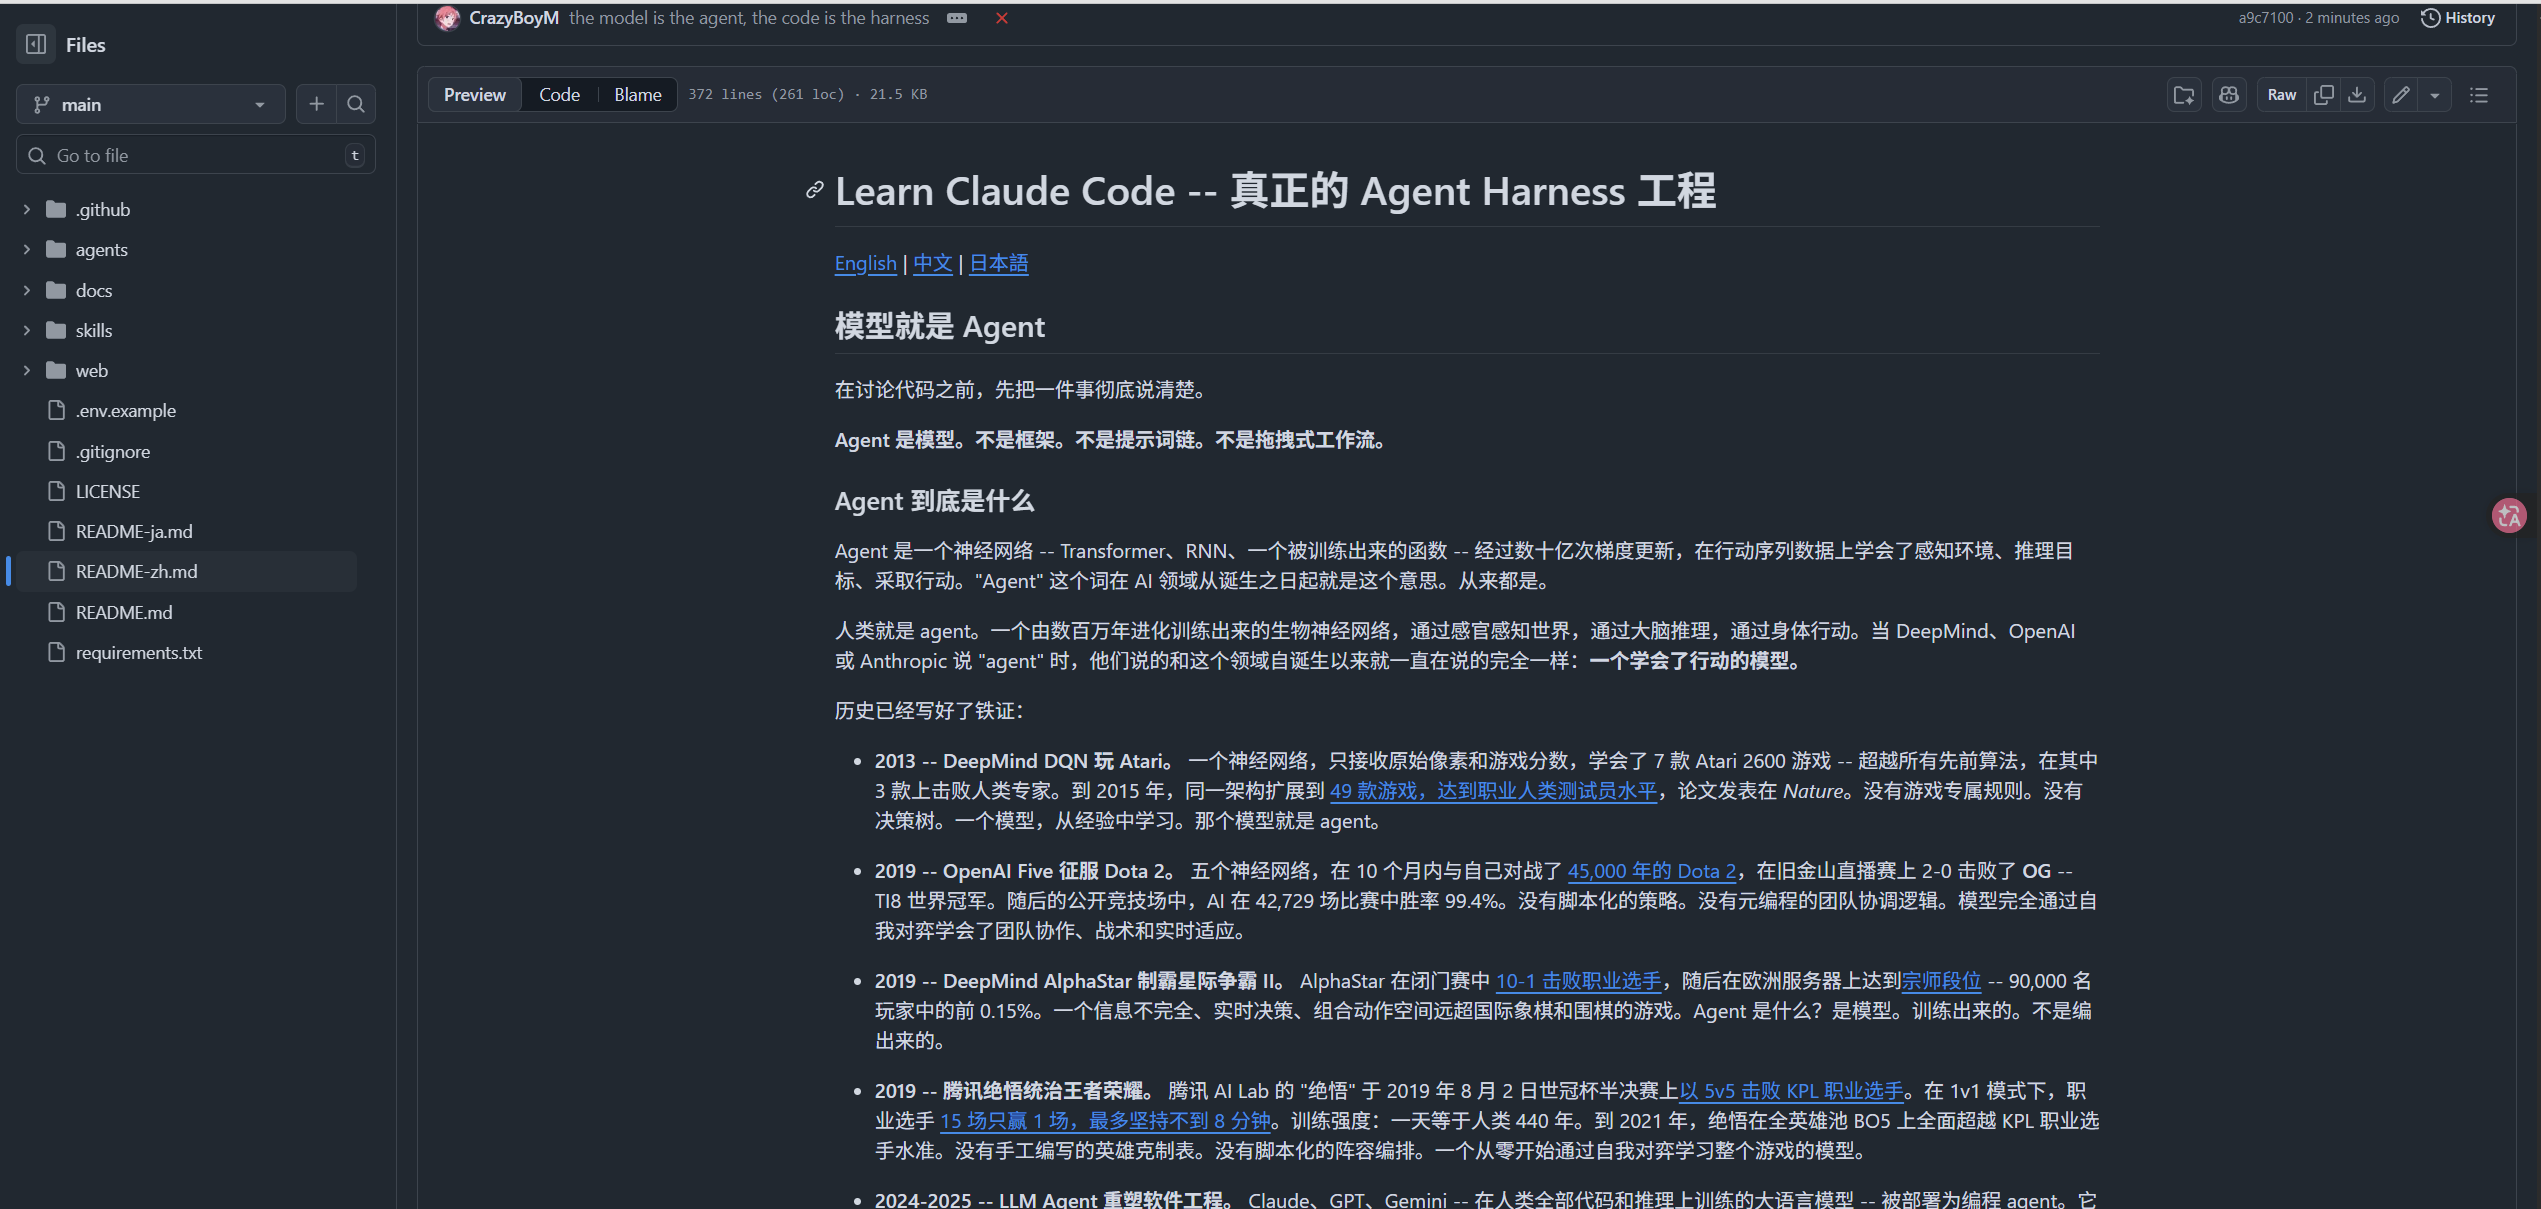 CrazyBoyM the model is the agent, the code is the harness
a9c7100 · 2 minutes ago
History
Files
main
Go to file
t
.github
agents
docs
skills
web
.env.example
.gitignore
LICENSE
README-ja.md
README-zh.md
README.md
requirements.txt
Preview
Code
Blame
372 lines (261 loc) · 21.5 KB
Raw
Learn Claude Code -- 真正的 Agent Harness 工程
English | 中文 | 日本語
模型就是 Agent
在讨论代码之前，先把一件事彻底说清楚。
Agent 是模型。不是框架。不是提示词链。不是拖拽式工作流。
Agent 到底是什么
Agent 是一个神经网络 -- Transformer、RNN、一个被训练出来的函数 -- 经过数十亿次梯度更新，在行动序列数据上学会了感知环境、推理目
标、采取行动。"Agent" 这个词在 AI 领域从诞生之日起就是这个意思。从来都是。
人类就是 agent。一个由数百万年进化训练出来的生物神经网络，通过感官感知世界，通过大脑推理，通过身体行动。当 DeepMind、OpenAI
或 Anthropic 说 "agent" 时，他们说的和这个领域自诞生以来就一直在说的完全一样：一个学会了行动的模型。
历史已经写好了铁证：
2013 -- DeepMind DQN 玩 Atari。 一个神经网络，只接收原始像素和游戏分数，学会了 7 款 Atari 2600 游戏 -- 超越所有先前算法，在其中
3 款上击败人类专家。到 2015 年，同一架构扩展到 49 款游戏，达到职业人类测试员水平，论文发表在 Nature。没有游戏专属规则。没有
决策树。一个模型，从经验中学习。那个模型就是 agent。
2019 -- OpenAI Five 征服 Dota 2。 五个神经网络，在 10 个月内与自己对战了 45,000 年的 Dota 2，在旧金山直播赛上 2-0 击败了 OG --
TI8 世界冠军。随后的公开竞技场中，AI 在 42,729 场比赛中胜率 99.4%。没有脚本化的策略。没有元编程的团队协调逻辑。模型完全通过自
我对弈学会了团队协作、战术和实时适应。
2019 -- DeepMind AlphaStar 制霸星际争霸 II。 AlphaStar 在闭门赛中 10-1 击败职业选手，随后在欧洲服务器上达到宗师段位 -- 90,000 名
玩家中的前 0.15%。一个信息不完全、实时决策、组合动作空间远超国际象棋和围棋的游戏。Agent 是什么？是模型。训练出来的。不是编
出来的。
2019 -- 腾讯绝悟统治王者荣耀。 腾讯 AI Lab 的 "绝悟" 于 2019 年 8 月 2 日世冠杯半决赛上以 5v5 击败 KPL 职业选手。在 1v1 模式下，职
业选手 15 场只赢 1 场，最多坚持不到 8 分钟。训练强度：一天等于人类 440 年。到 2021 年，绝悟在全英雄池 BO5 上全面超越 KPL 职业选
手水准。没有手工编写的英雄克制表。没有脚本化的阵容编排。一个从零开始通过自我对弈学习整个游戏的模型。
2024-2025 -- LLM Agent 重塑软件工程。 Claude、GPT、Gemini -- 在人类全部代码和推理上训练的大语言模型 -- 被部署为编程 agent。它